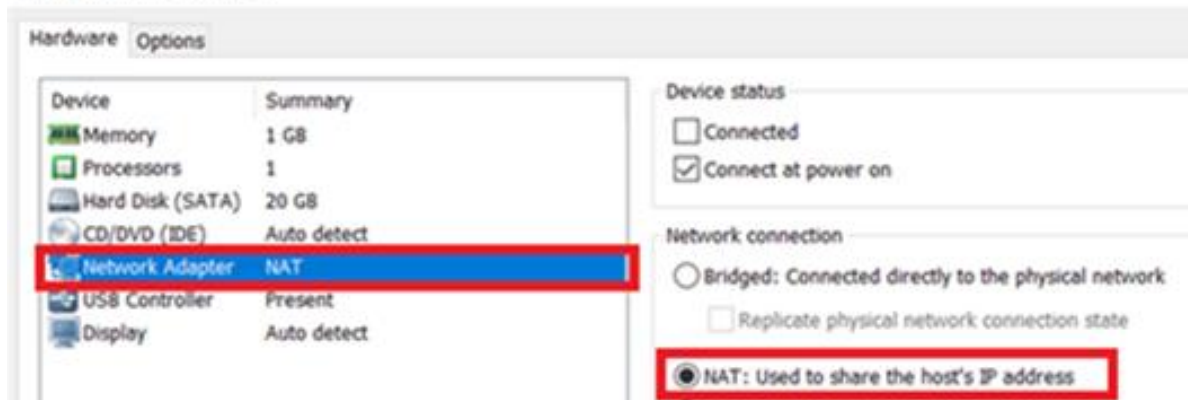 Hardware Options
Device Summary
Memory 1 GB
Processors 1
Hard Disk (SATA) 20 GB
CD/DVD (IDE) Auto detect
Network Adapter NAT
USB Controller Present
Display Auto detect
Device status
Connected
Connect at power on
Network connection
Bridged: Connected directly to the physical network
Replicate physical network connection state
NAT: Used to share the host's IP address